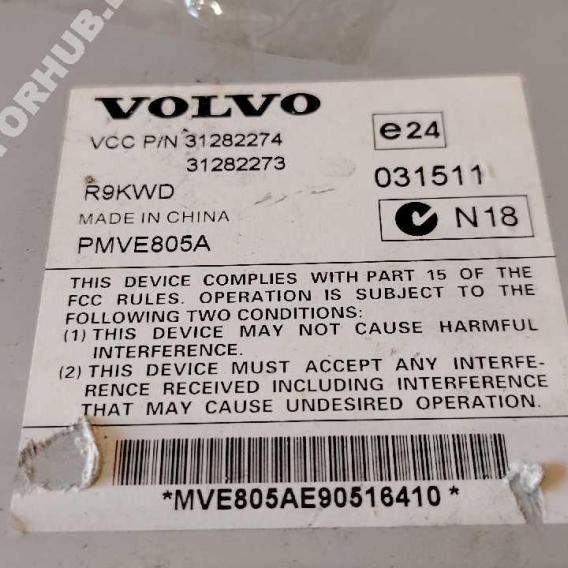 TORHUB.
VOLVO
VCC P/N 31282274
31282273
e24
R9KWD
031511
MADE IN CHINA
N18
PMVE805A
THIS DEVICE COMPLIES WITH PART 15 OF THE
FCC RULES. OPERATION IS SUBJECT TO THE
FOLLOWING TWO CONDITIONS:
(1) THIS DEVICE MAY NOT CAUSE HARMFUL
INTERFERENCE.
(2) THIS DEVICE MUST ACCEPT ANY INTERFE-
RENCE RECEIVED INCLUDING INTERFERENCE
THAT MAY CAUSE UNDESIRED OPERATION.
*MVE805AE90516410*